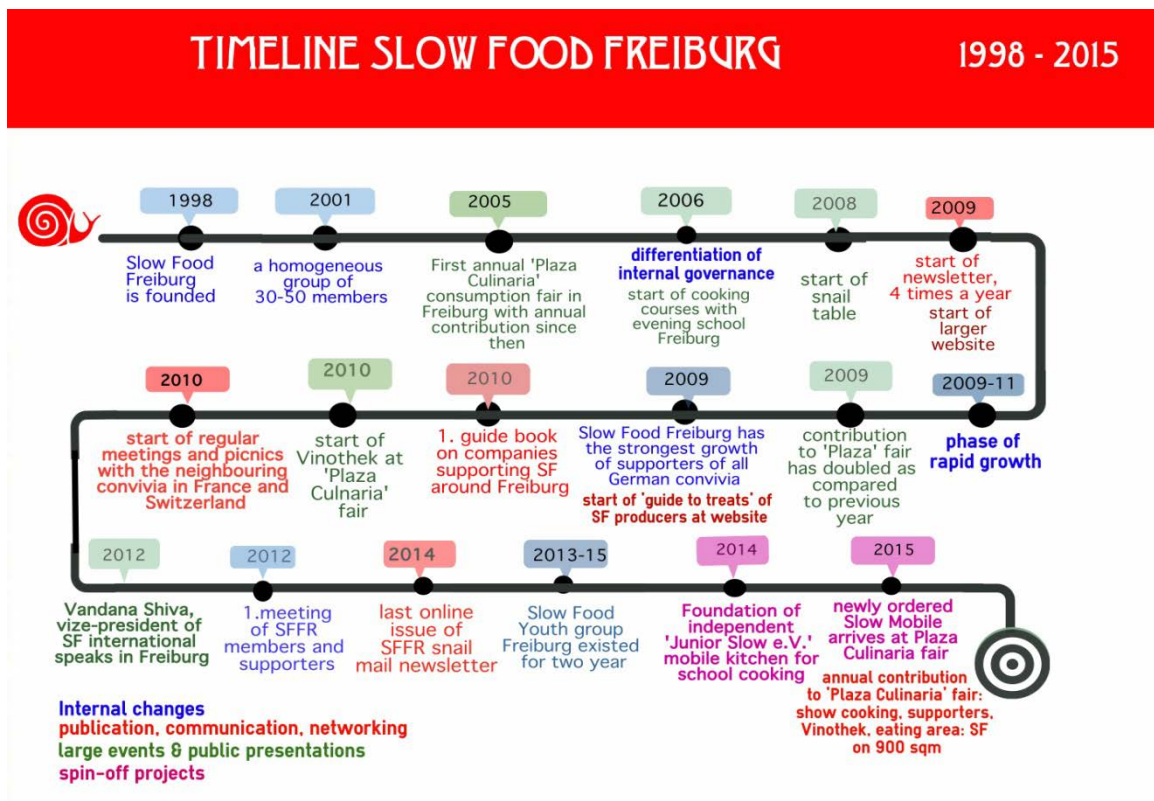 TIMELINE SLOW FOOD FREIBURG 1998 - 2015
1998
Slow Food
Freiburg
is founded
2001
a homogeneous
group of
30-50 members
2005
First annual 'Plaza
Culinaria'
consumption fair in
Freiburg with annual
contribution since
then
2006
differentiation of
internal governance
start of cooking
courses with
evening school
Freiburg
2008
start of
snail
table
2009
start of
newsletter,
4 times a year
start of
larger
website
2010
start of regular
meetings and picnics
with the neighbouring
convivia in France and
Switzerland
2010
start of
Vinothek at
'Plaza
Culnaria'
fair
2010
1. guide book
on companies
supporting SF
around Freiburg
2009
Slow Food Freiburg has
the strongest growth
of supporters of all
German convivia
start of 'guide to treats' of
SF producers at website
2009
contribution
to 'Plaza' fair
has doubled as
compared
to previous
year
2009-11
phase of
rapid growth
2012
Vandana Shiva,
vize-president of
SF international
speaks in Freiburg
2012
1.meeting
of SFFR
members and
supporters
2014
last online
issue of
SFFR snail
mail newsletter
2013-15
Slow Food
Youth group
Freiburg existed
for two year
2014
Foundation of
independent
'Junior Slow e.V.'
mobile kitchen for
school cooking
2015
newly ordered
Slow Mobile
arrives at Plaza
Culinaria fair
annual contribution
to 'Plaza Culinaria' fair:
show cooking, supporters,
Vinothek, eating area: SF
on 900 sqm
Internal changes
publication, communication, networking
large events & public presentations
spin-off projects